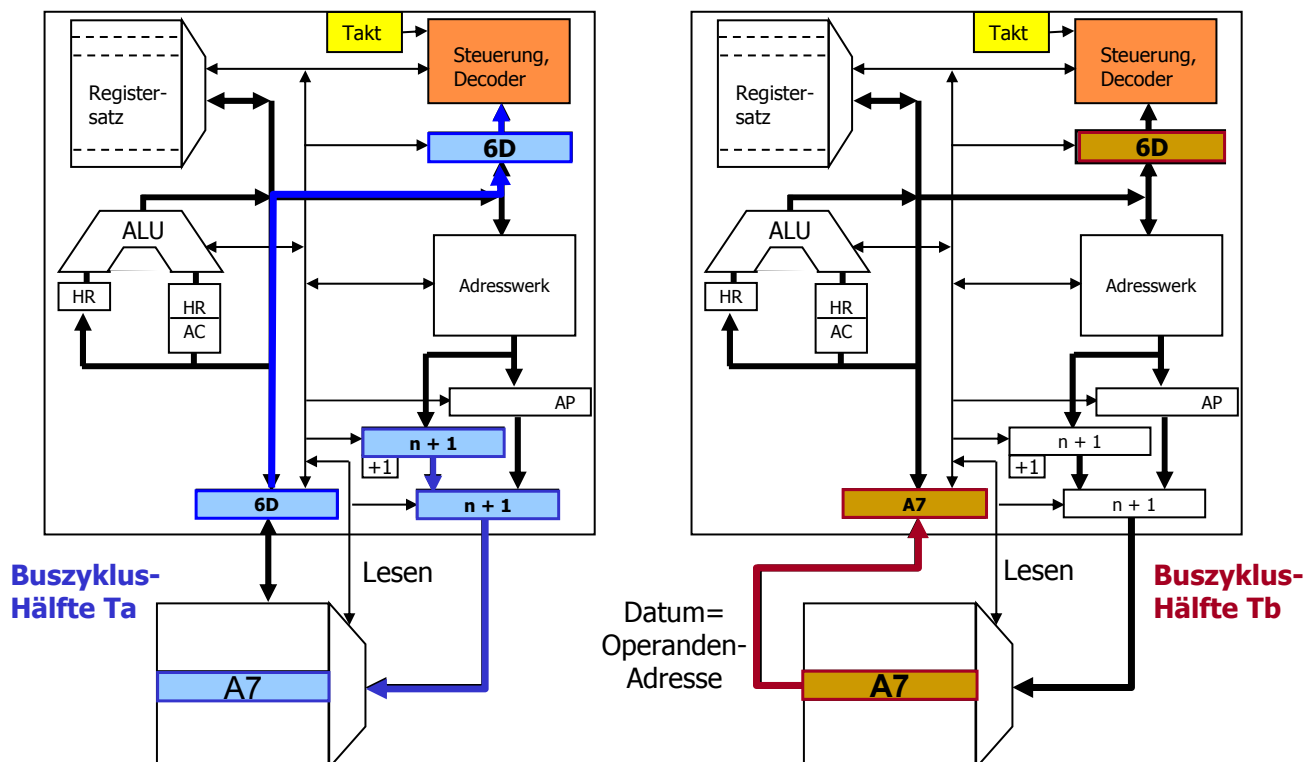 Takt
Steuerung,
Decoder
Register-
satz
6D
ALU
HR
HR
AC
Adresswerk
AP
n + 1
+1
6D
n + 1
Buszyklus-
Hälfte Ta
Lesen
A7
Takt
Steuerung,
Decoder
Register-
satz
6D
ALU
HR
HR
AC
Adresswerk
AP
n + 1
+1
A7
n + 1
Lesen
Buszyklus-
Hälfte Tb
Datum=
Operanden-
Adresse
A7